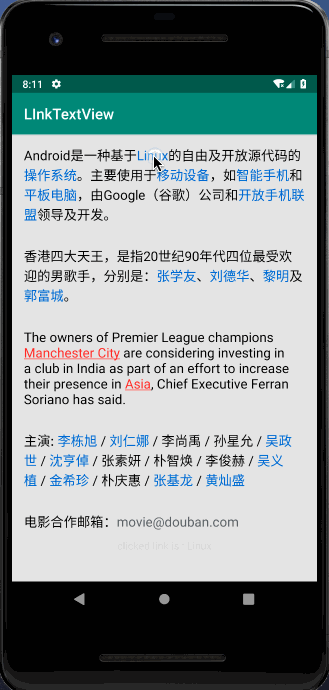 8:11
LInkTextView
Android是一种基于Linux的自由及开放源代码的
操作系统。主要使用于移动设备，如智能手机和
平板电脑，由Google（谷歌）公司和开放手机联
盟领导及开发。
香港四大天王，是指20世纪90年代四位最受欢
迎的男歌手，分别是：张学友、刘德华、黎明及
郭富城。
The owners of Premier League champions
Manchester City are considering investing in
a club in India as part of an effort to increase
their presence in Asia, Chief Executive Ferran
Soriano has said.
主演: 李栋旭 / 刘仁娜 / 李尚禹 / 孙星允 / 吴政
世 / 沈亨倬 / 张素妍 / 朴智焕 / 李俊赫 / 吴义
植 / 金希珍 / 朴庆惠 / 张基龙 / 黄灿盛
电影合作邮箱：movie@douban.com
clicked link is : Linux